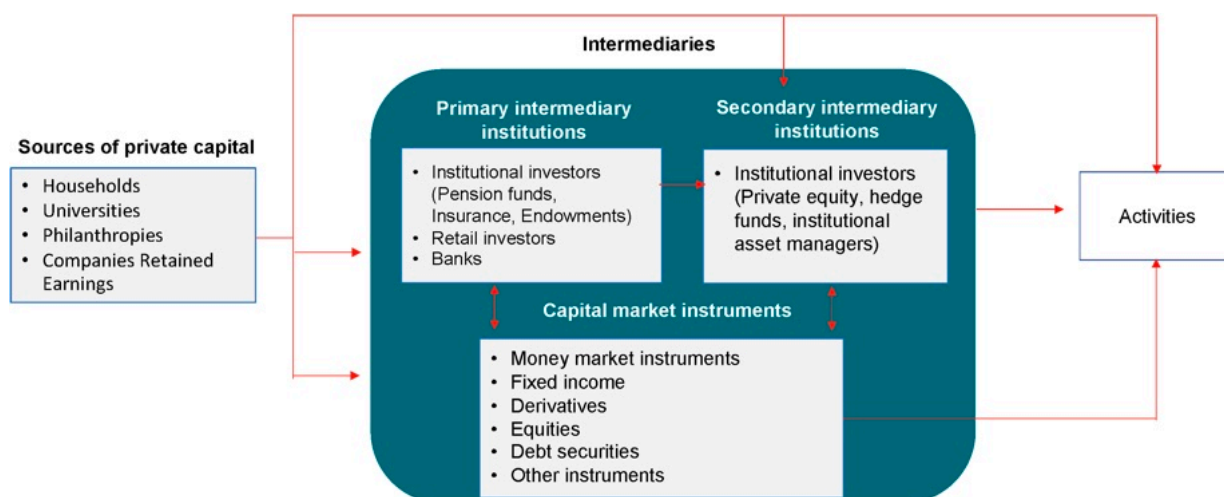 Intermediaries
Sources of private capital
• Households
• Universities
• Philanthropies
• Companies Retained
Earnings
Primary intermediary
institutions
• Institutional investors
(Pension funds,
Insurance, Endowments)
• Retail investors
• Banks
Secondary intermediary
institutions
• Institutional investors
(Private equity, hedge
funds, institutional
asset managers)
Capital market instruments
• Money market instruments
• Fixed income
• Derivatives
• Equities
• Debt securities
• Other instruments
Activities